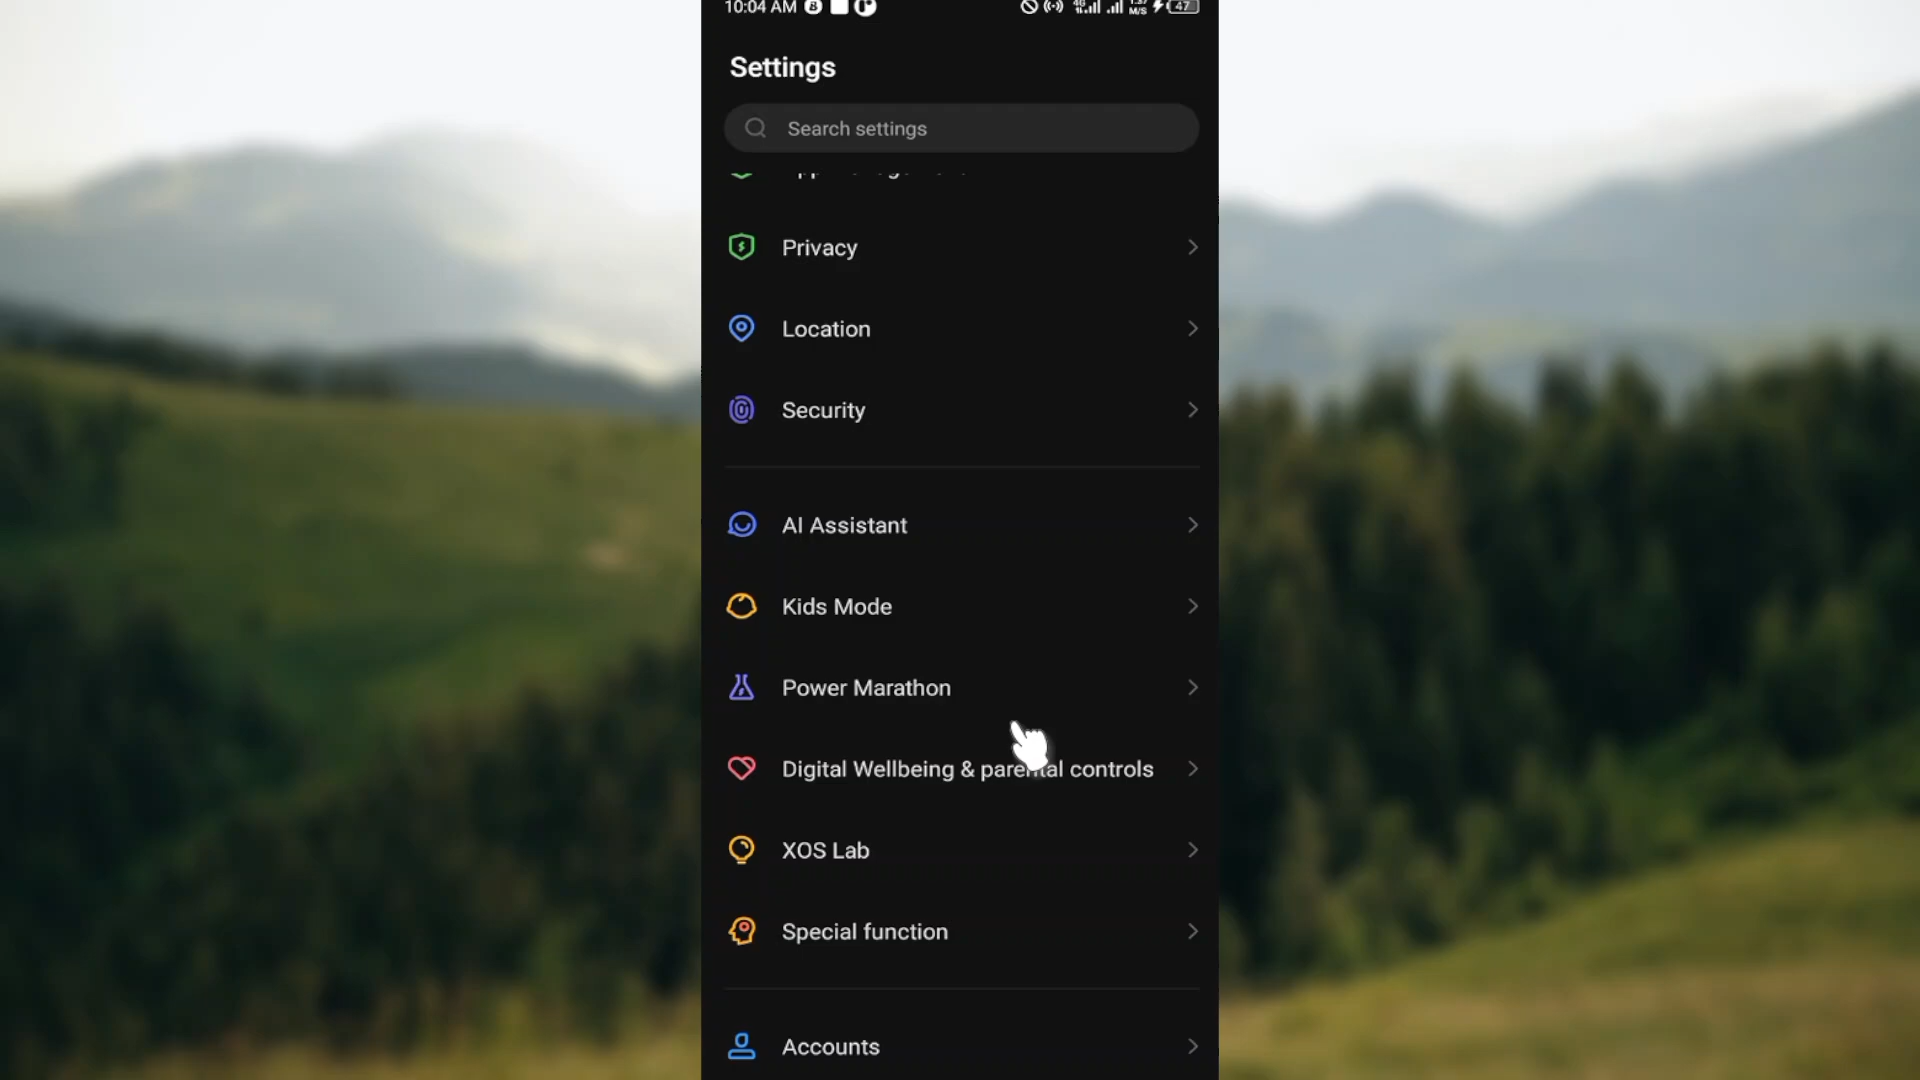 10:04 AM
47
Settings
Search settings
Privacy
Location
Security
AI Assistant
Kids Mode
Power Marathon
Digital Wellbeing & parental controls
XOS Lab
Special function
Accounts